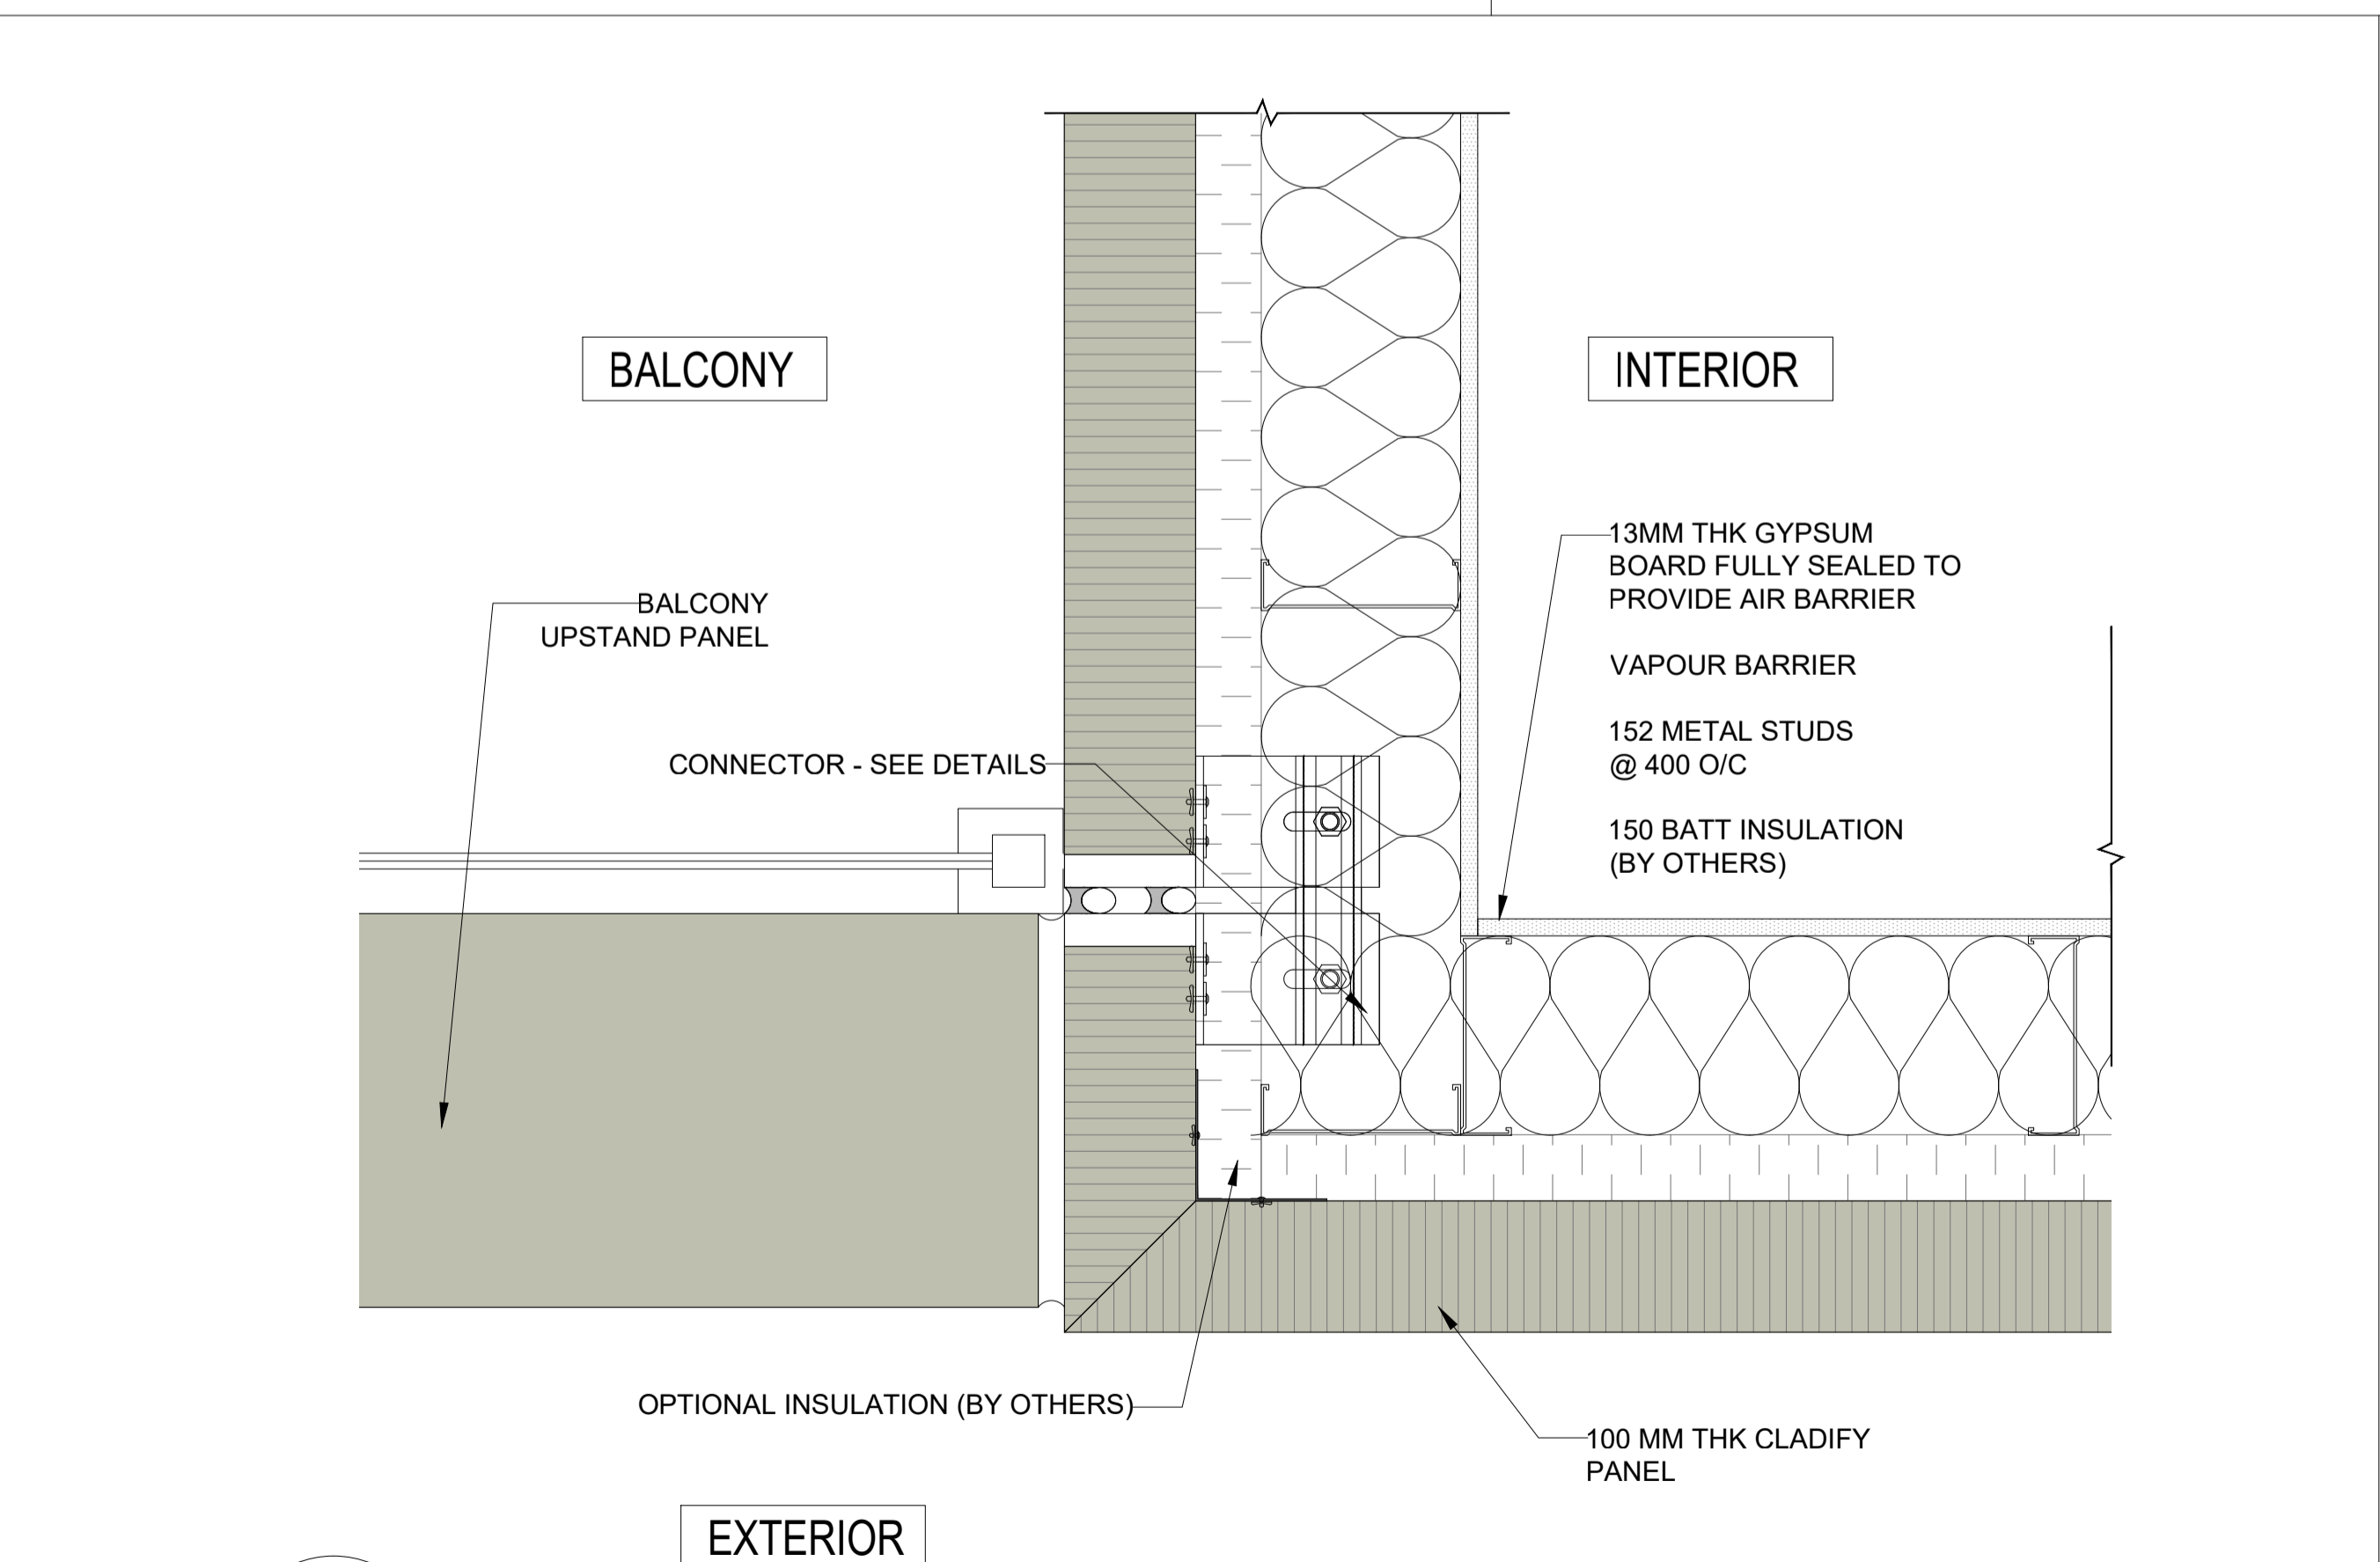 BALCONY
INTERIOR
13MM THK GYPSUM
BOARD FULLY SEALED TO
PROVIDE AIR BARRIER
VAPOUR BARRIER
152 METAL STUDS
@ 400 O/C
150 BATT INSULATION
(BY OTHERS)
BALCONY
UPSTAND PANEL
CONNECTOR - SEE DETAILS
OPTIONAL INSULATION (BY OTHERS)
100 MM THK CLADIFY
PANEL
EXTERIOR